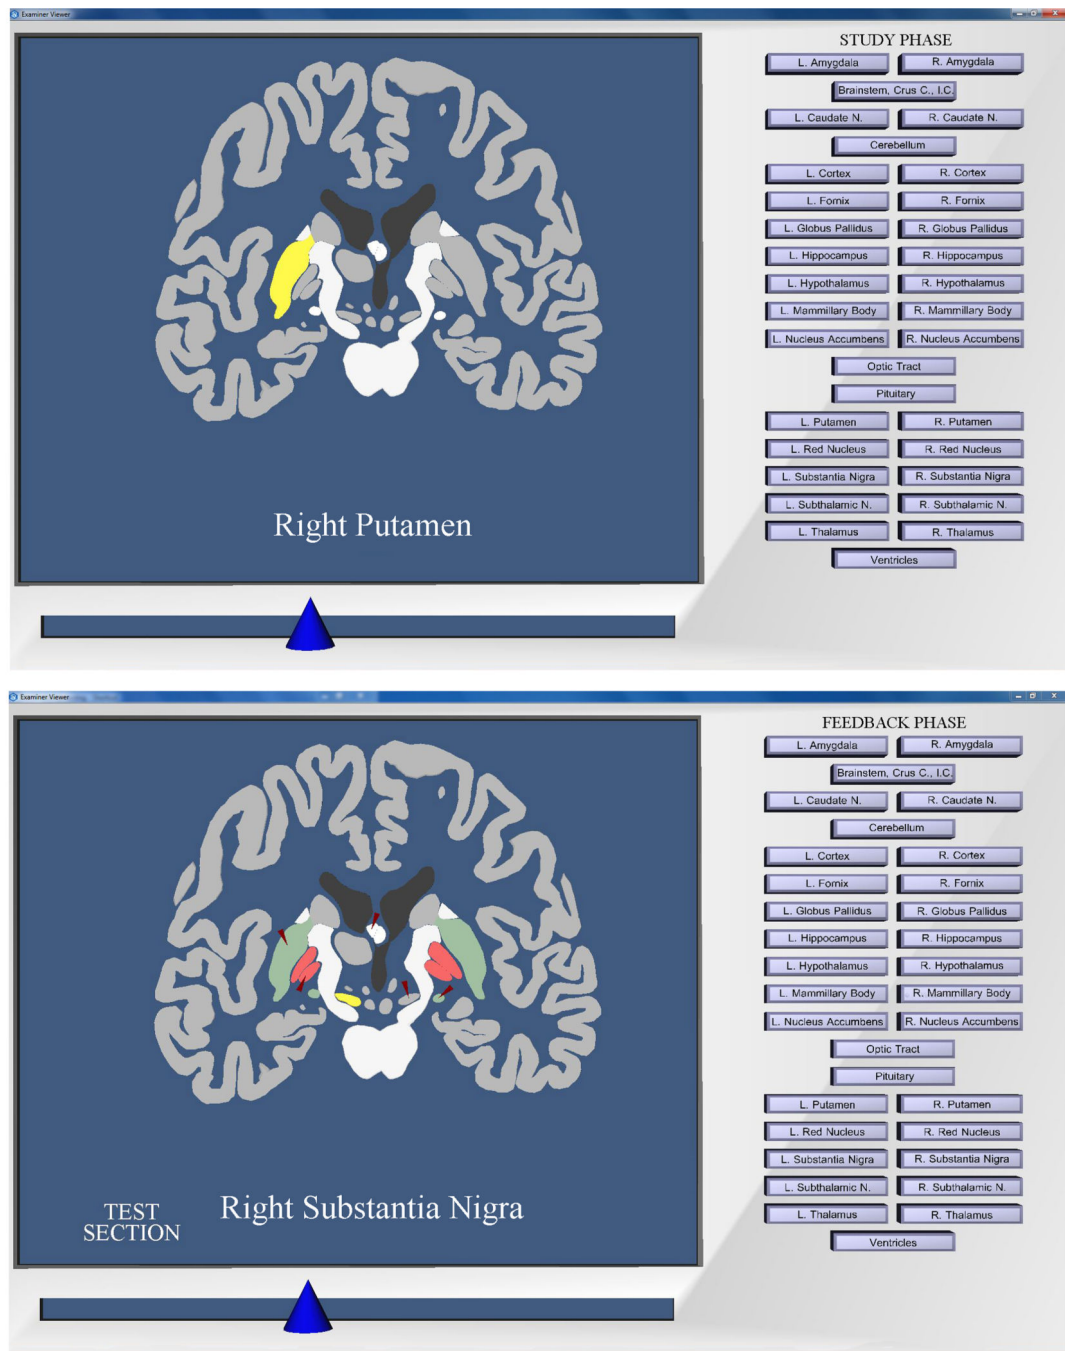 Examiner Viewer
STUDY PHASE
L. Amygdala R. Amygdala
Brainstem, Crus C., I.C.
L. Caudate N. R. Caudate N.
Cerebellum
L. Cortex R. Cortex
L. Fornix R. Fornix
L. Globus Pallidus R. Globus Pallidus
L. Hippocampus R. Hippocampus
L. Hypothalamus R. Hypothalamus
L. Mammillary Body R. Mammillary Body
L. Nucleus Accumbens R. Nucleus Accumbens
Optic Tract
Pituitary
L. Putamen R. Putamen
L. Red Nucleus R. Red Nucleus
L. Substantia Nigra R. Substantia Nigra
L. Subthalamic N. R. Subthalamic N.
L. Thalamus R. Thalamus
Ventricles
Right Putamen
Examiner Viewer
FEEDBACK PHASE
L. Amygdala R. Amygdala
Brainstem, Crus C., I.C.
L. Caudate N. R. Caudate N.
Cerebellum
L. Cortex R. Cortex
L. Fornix R. Fornix
L. Globus Pallidus R. Globus Pallidus
L. Hippocampus R. Hippocampus
L. Hypothalamus R. Hypothalamus
L. Mammillary Body R. Mammillary Body
L. Nucleus Accumbens R. Nucleus Accumbens
Optic Tract
Pituitary
L. Putamen R. Putamen
L. Red Nucleus R. Red Nucleus
L. Substantia Nigra R. Substantia Nigra
L. Subthalamic N. R. Subthalamic N.
L. Thalamus R. Thalamus
Ventricles
TEST
SECTION
Right Substantia Nigra